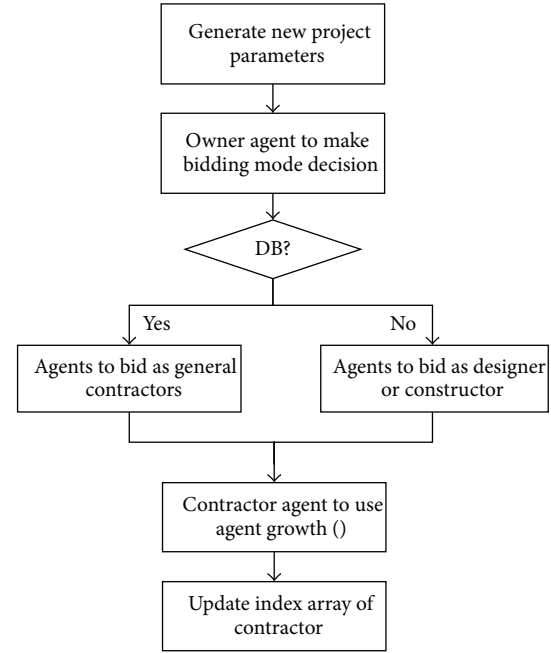 Generate new project
parameters
Owner agent to make
bidding mode decision
DB?
Yes
No
Agents to bid as general
contractors
Agents to bid as designer
or constructor
Contractor agent to use
agent growth ()
Update index array of
contractor